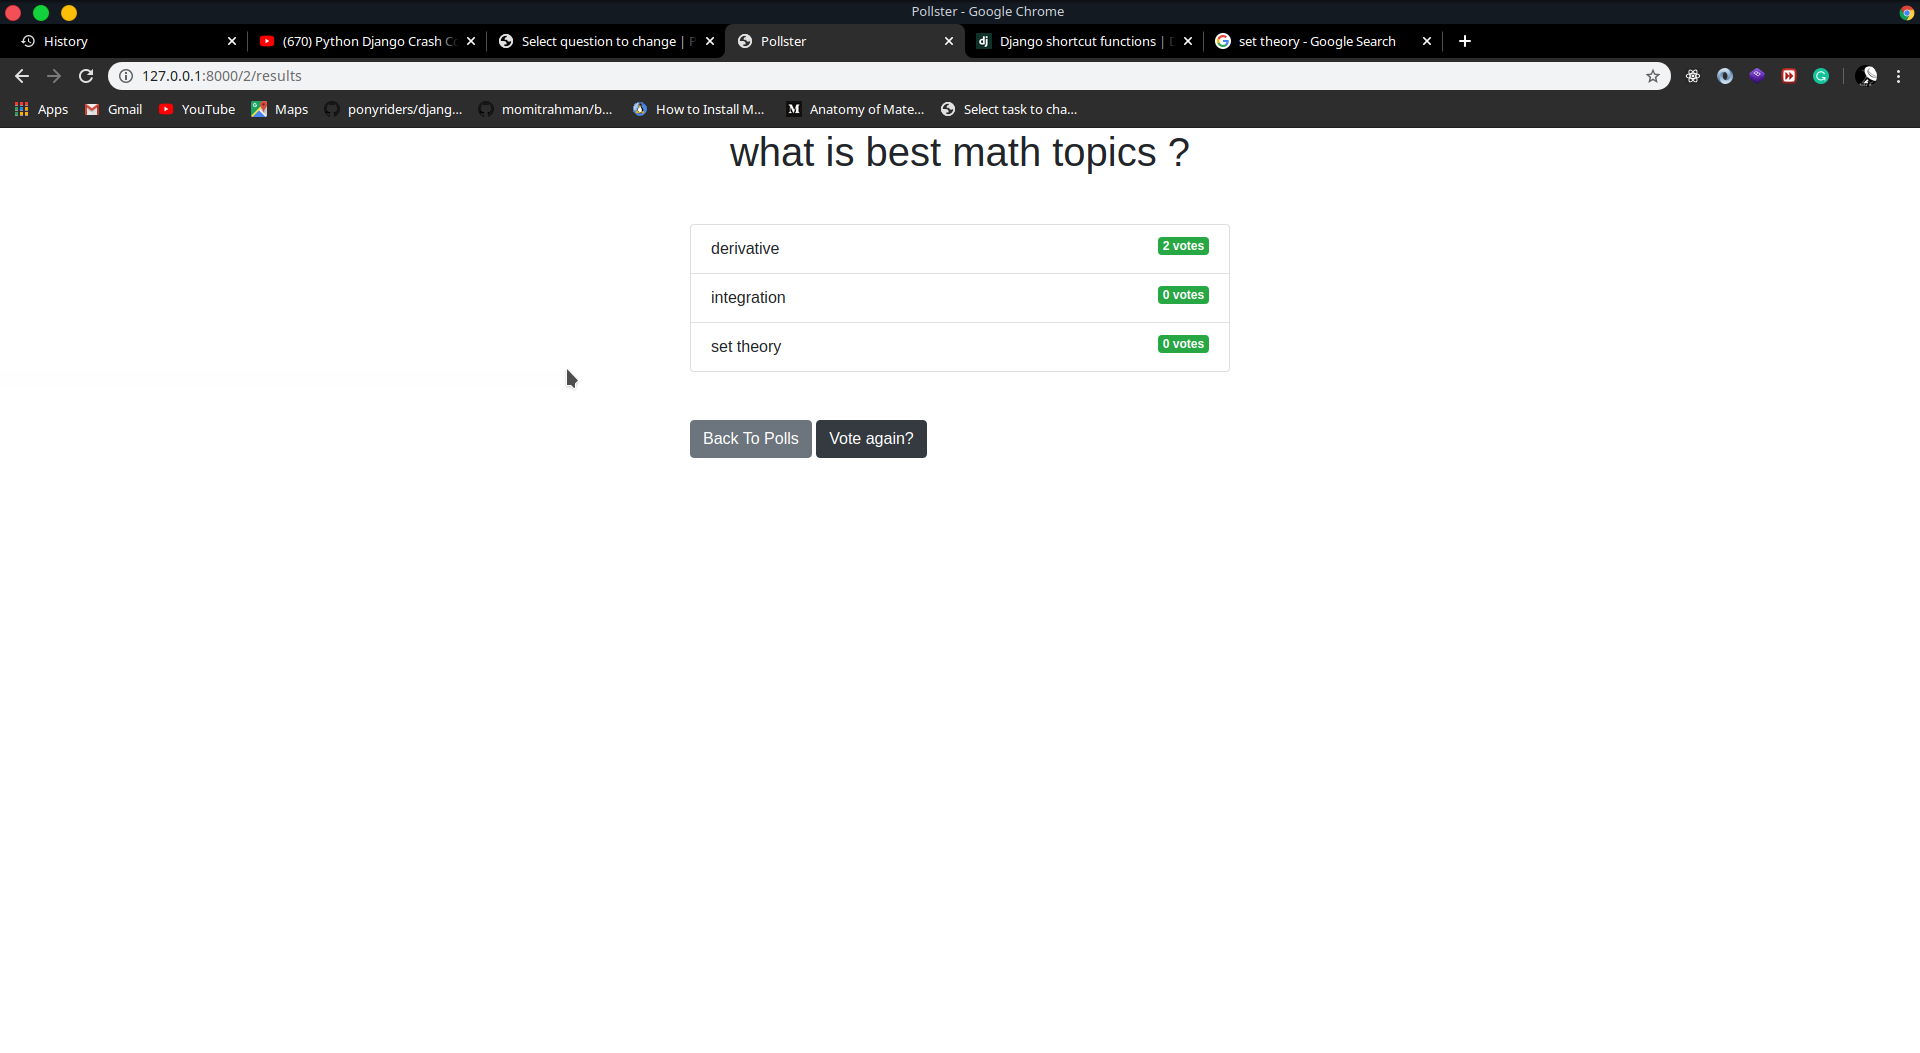 Pollster - Google Chrome
History
(670) Python Django Crash
Select question to change |
Pollster
Django shortcut functions |
set theory - Google Search
127.0.0.1:8000/2/results
Apps
Gmail
YouTube
Maps
ponyriders/djang...
momitrahman/b...
How to Install M...
Anatomy of Mate...
Select task to cha...
what is best math topics ?
derivative 2 votes
integration 0 votes
set theory 0 votes
Back To Polls Vote again?